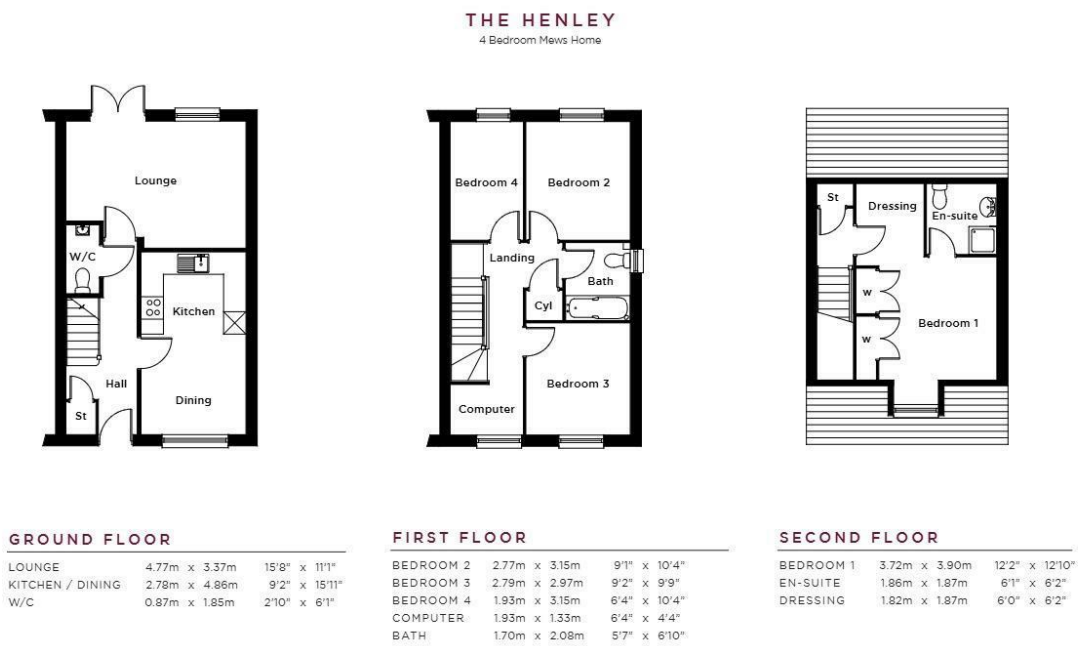 THE HENLEY
4 Bedroom Mews Home
Lounge
W/C
Kitchen
Hall
Dining
St
Bedroom 4
Bedroom 2
Landing
Bath
Cyl
Bedroom 3
Computer
St
Dressing
En-suite
W
Bedroom 1
W
GROUND FLOOR
LOUNGE 4.77m x 3.37m 15'8" x 11'1"
KITCHEN / DINING 2.78m x 4.86m 9'2" x 15'11"
W/C 0.87m x 1.85m 2'10" x 6'1"
FIRST FLOOR
BEDROOM 2 2.77m x 3.15m 9'1" x 10'4"
BEDROOM 3 2.79m x 2.97m 9'2" x 9'9"
BEDROOM 4 1.93m x 3.15m 6'4" x 10'4"
COMPUTER 1.93m x 1.33m 6'4" x 4'4"
BATH 1.70m x 2.08m 5'7" x 6'10"
SECOND FLOOR
BEDROOM 1 3.72m x 3.90m 12'2" x 12'10"
EN-SUITE 1.86m x 1.87m 6'1" x 6'2"
DRESSING 1.82m x 1.87m 6'0" x 6'2"